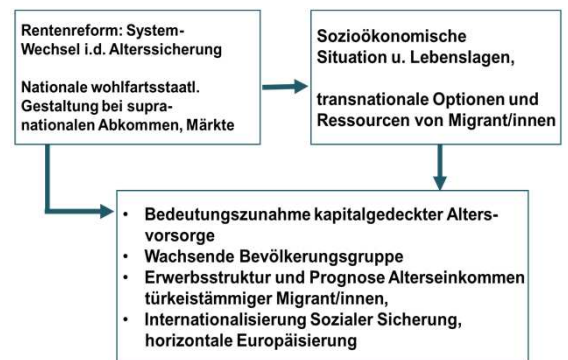 Rentenreform: System-
Wechsel i.d. Alterssicherung
Nationale wohlfartsstaatl.
Gestaltung bei supra-
nationalen Abkommen, Märkte
Sozioökonomische
Situation u. Lebenslagen,
transnationale Optionen und
Ressourcen von Migrant/innen
• Bedeutungszunahme kapitalgedeckter Alters-
vorsorge
• Wachsende Bevölkerungsgruppe
• Erwerbsstruktur und Prognose Alterseinkommen
türkeistämmiger Migrant/innen,
• Internationalisierung Sozialer Sicherung,
horizontale Europäisierung